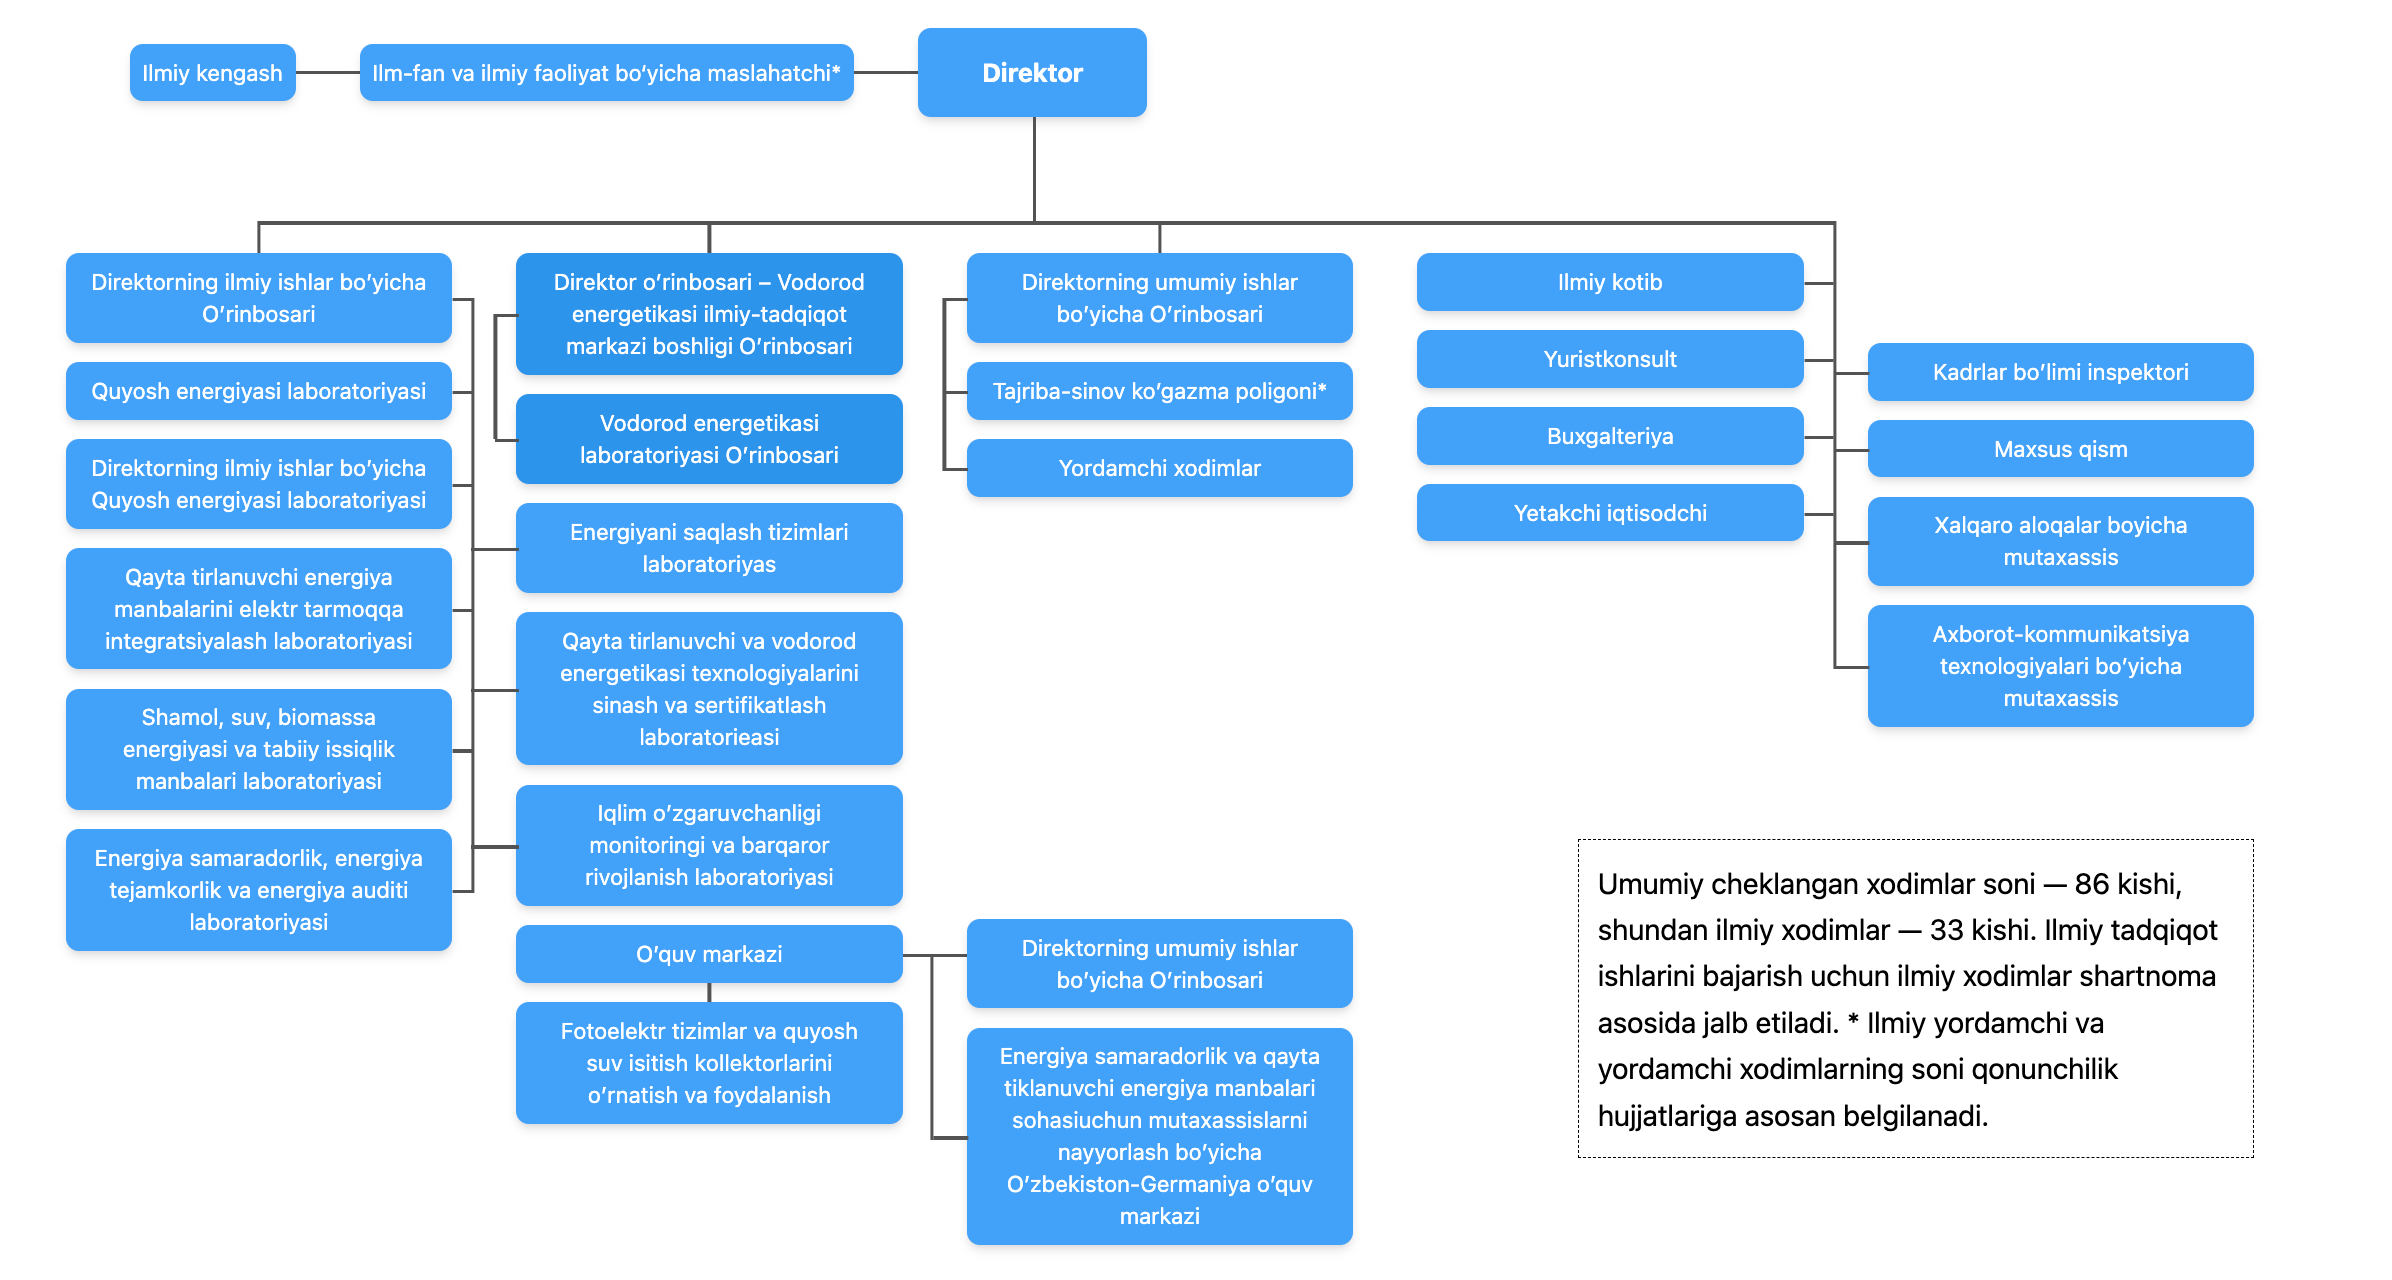 Ilmiy kengash
Ilm-fan va ilmiy faoliyat bo‘yicha maslahatchi*
Direktor
Direktorning ilmiy ishlar bo‘yicha
O‘rinbosari
Quyosh energiyasi laboratoriyasi
Direktorning ilmiy ishlar bo‘yicha
Quyosh energiyasi laboratoriyasi
Qayta tirlanuvchi energiya
manbalarini elektr tarmoqqa
integratsiyalash laboratoriyasi
Shamol, suv, biomassa
energiyasi va tabiiy issiqlik
manbalari laboratoriyasi
Energiya samaradorlik, energiya
tejamkorlik va energiya auditi
laboratoriyasi
Direktor o‘rinbosari – Vodorod
energetikasi ilmiy-tadqiqot
markazi boshligi O‘rinbosari
Vodorod energetikasi
laboratoriyasi O‘rinbosari
Energiyani saqlash tizimlari
laboratoriyas
Qayta tirlanuvchi va vodorod
energetikasi texnologiyalarini
sinash va sertifikatlash
laboratorieasi
Iqlim o‘zgaruvchanligi
monitoringi va barqaror
rivojlanish laboratoriyasi
O‘quv markazi
Fotoelektr tizimlar va quyosh
suv isitish kollektorlarini
o‘rnatish va foydalanish
Direktorning umumiy ishlar
bo‘yicha O‘rinbosari
Tajriba-sinov ko‘gazma poligoni*
Yordamchi xodimlar
Direktorning umumiy ishlar
bo‘yicha O‘rinbosari
Energiya samaradorlik va qayta
tiklanuvchi energiya manbalari
sohasiuchun mutaxassislarni
nayyorlash bo‘yicha
O‘zbekiston-Germaniya o‘quv
markazi
Ilmiy kotib
Yuristkonsult
Buxgalteriya
Yetakchi iqtisodchi
Kadrlar bo‘limi inspektori
Maxsus qism
Xalqaro aloqalar boyicha
mutaxassis
Axborot-kommunikatsiya
texnologiyalari bo‘yicha
mutaxassis
Umumiy cheklangan xodimlar soni — 86 kishi,
shundan ilmiy xodimlar — 33 kishi. Ilmiy tadqiqot
ishlarini bajarish uchun ilmiy xodimlar shartnoma
asosida jalb etiladi. * Ilmiy yordamchi va
yordamchi xodimlarning soni qonunchilik
hujjatlariga asosan belgilanadi.